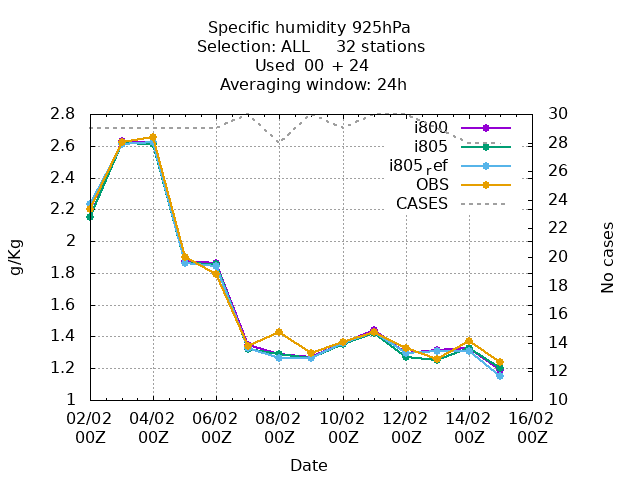 Specific humidity 925hPa
Selection: ALL 32 stations
Used 00 + 24
Averaging window: 24h
g/Kg
2.8
2.6
2.4
2.2
2
1.8
1.6
1.4
1.2
1
i800
i805
i805ref
OBS
CASES
30
28
26
24
22
20
18
16
14
12
10
No cases
02/02 04/02 06/02 08/02 10/02 12/02 14/02 16/02
00Z 00Z 00Z 00Z 00Z 00Z 00Z 00Z
Date